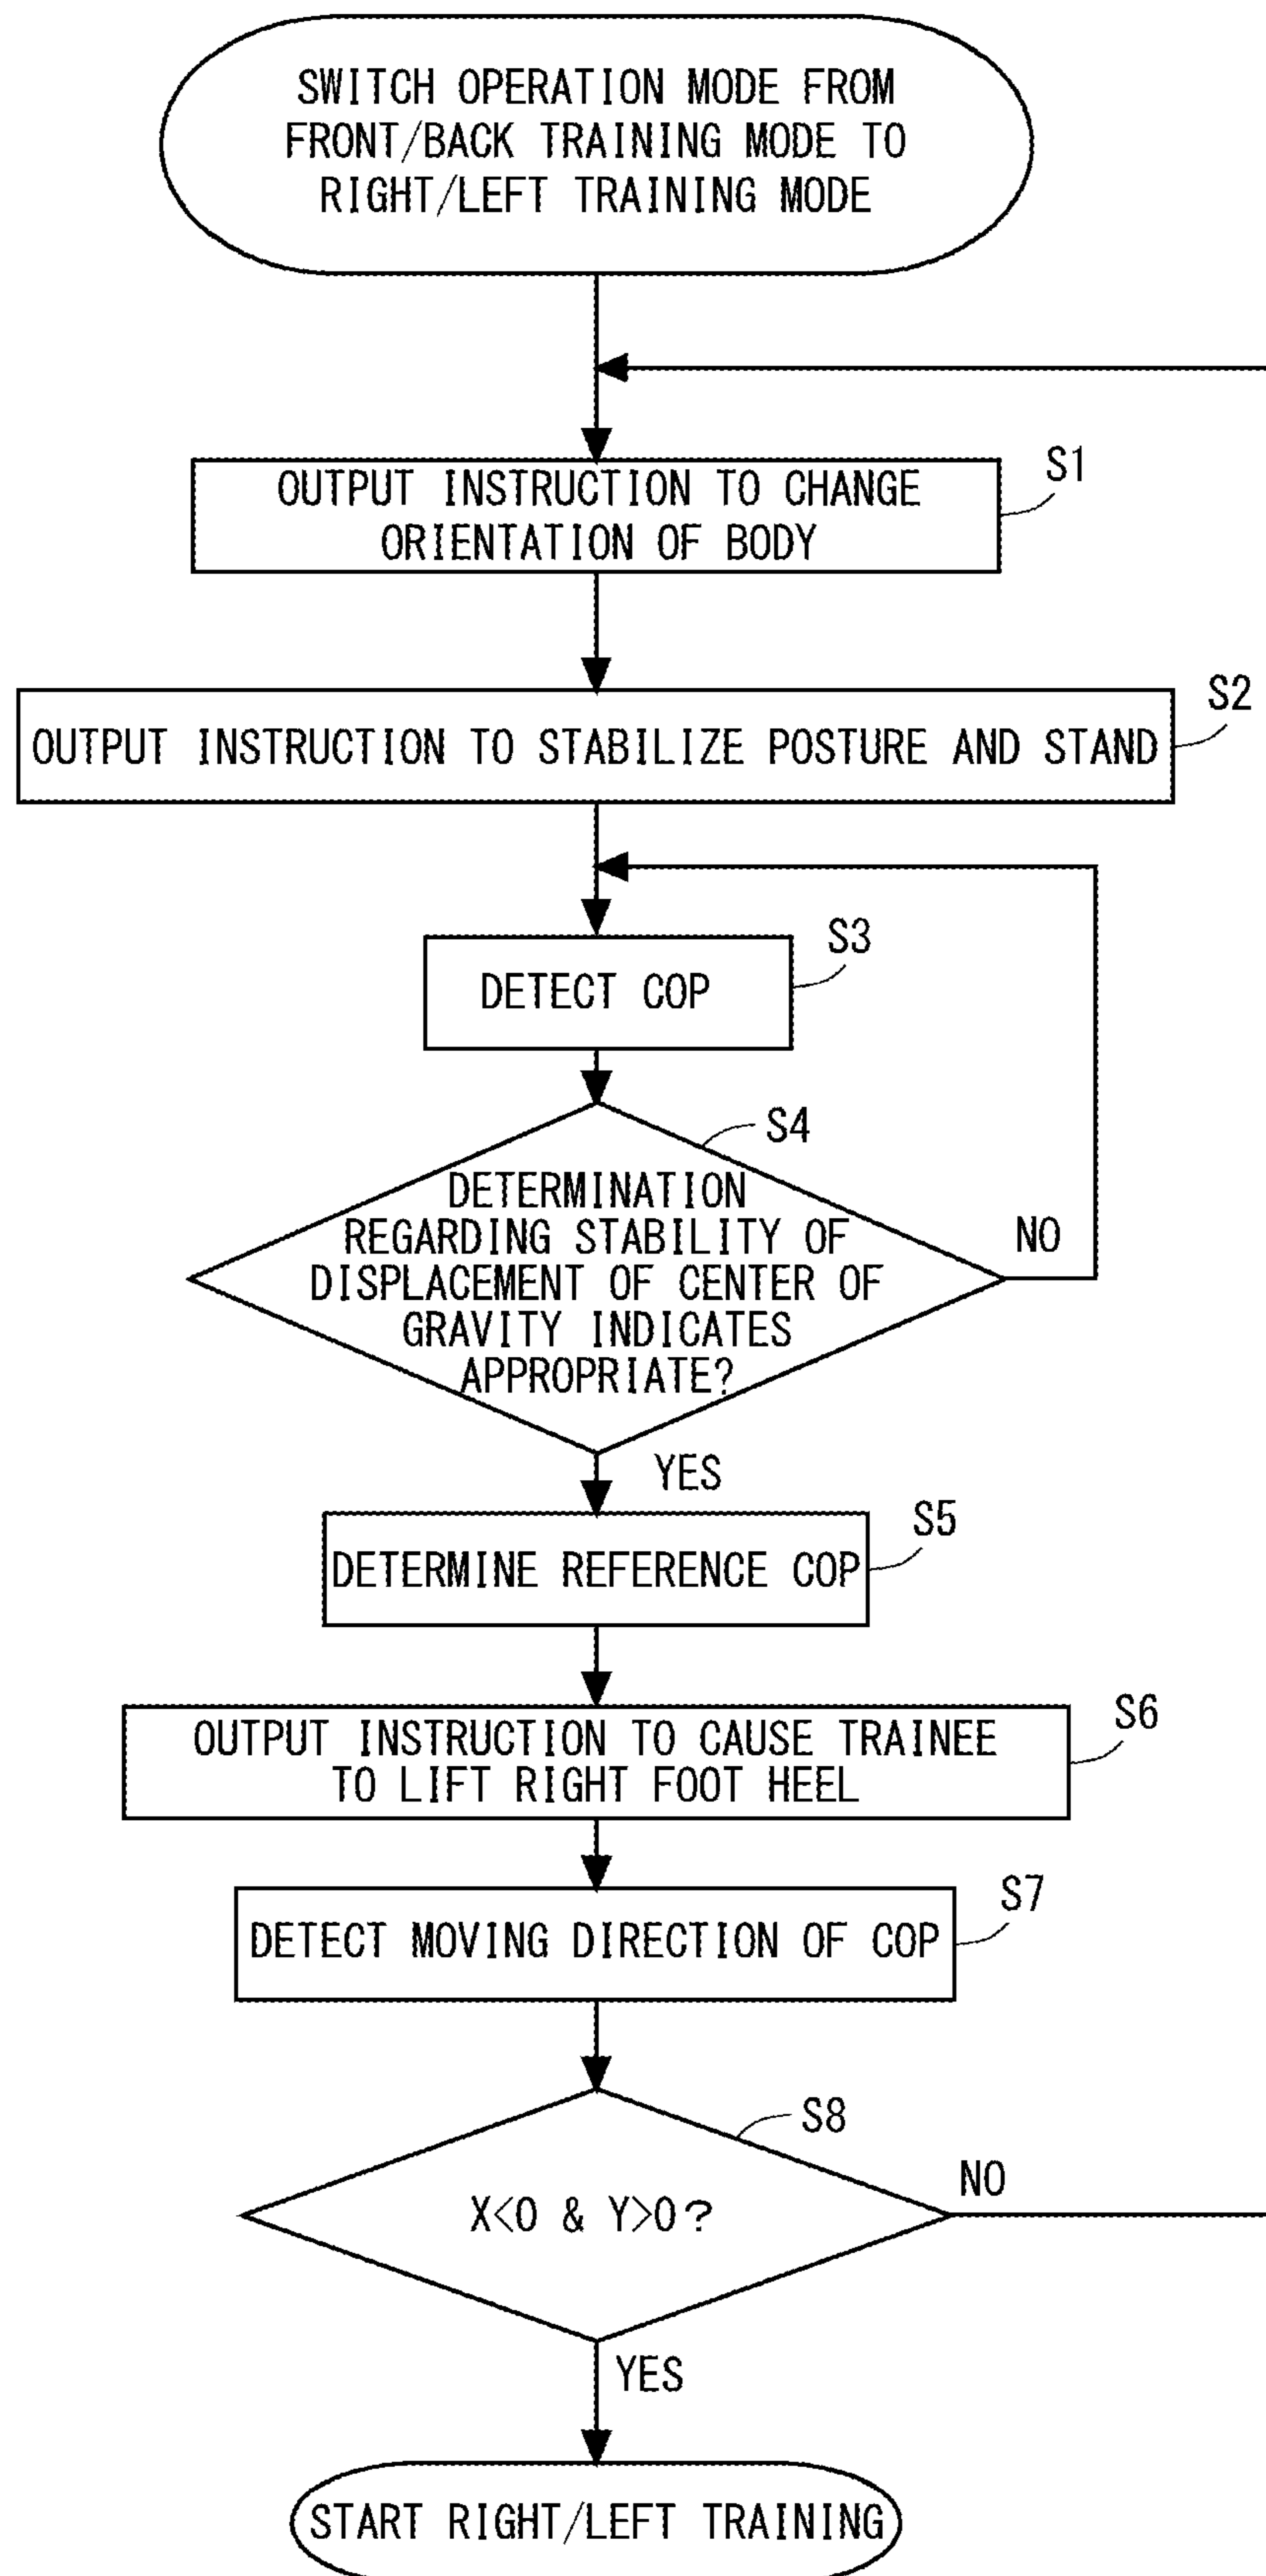 SWITCH OPERATION MODE FROM
FRONT/BACK TRAINING MODE TO
RIGHT/LEFT TRAINING MODE
S1
OUTPUT INSTRUCTION TO CHANGE
ORIENTATION OF BODY
S2
OUTPUT INSTRUCTION TO STABILIZE POSTURE AND STAND
S3
DETECT COP
S4
DETERMINATION
REGARDING STABILITY OF
DISPLACEMENT OF CENTER OF
GRAVITY INDICATES
APPROPRIATE?
NO
YES
S5
DETERMINE REFERENCE COP
S6
OUTPUT INSTRUCTION TO CAUSE TRAINEE
TO LIFT RIGHT FOOT HEEL
S7
DETECT MOVING DIRECTION OF COP
S8
X<0 & Y>0?
NO
YES
START RIGHT/LEFT TRAINING